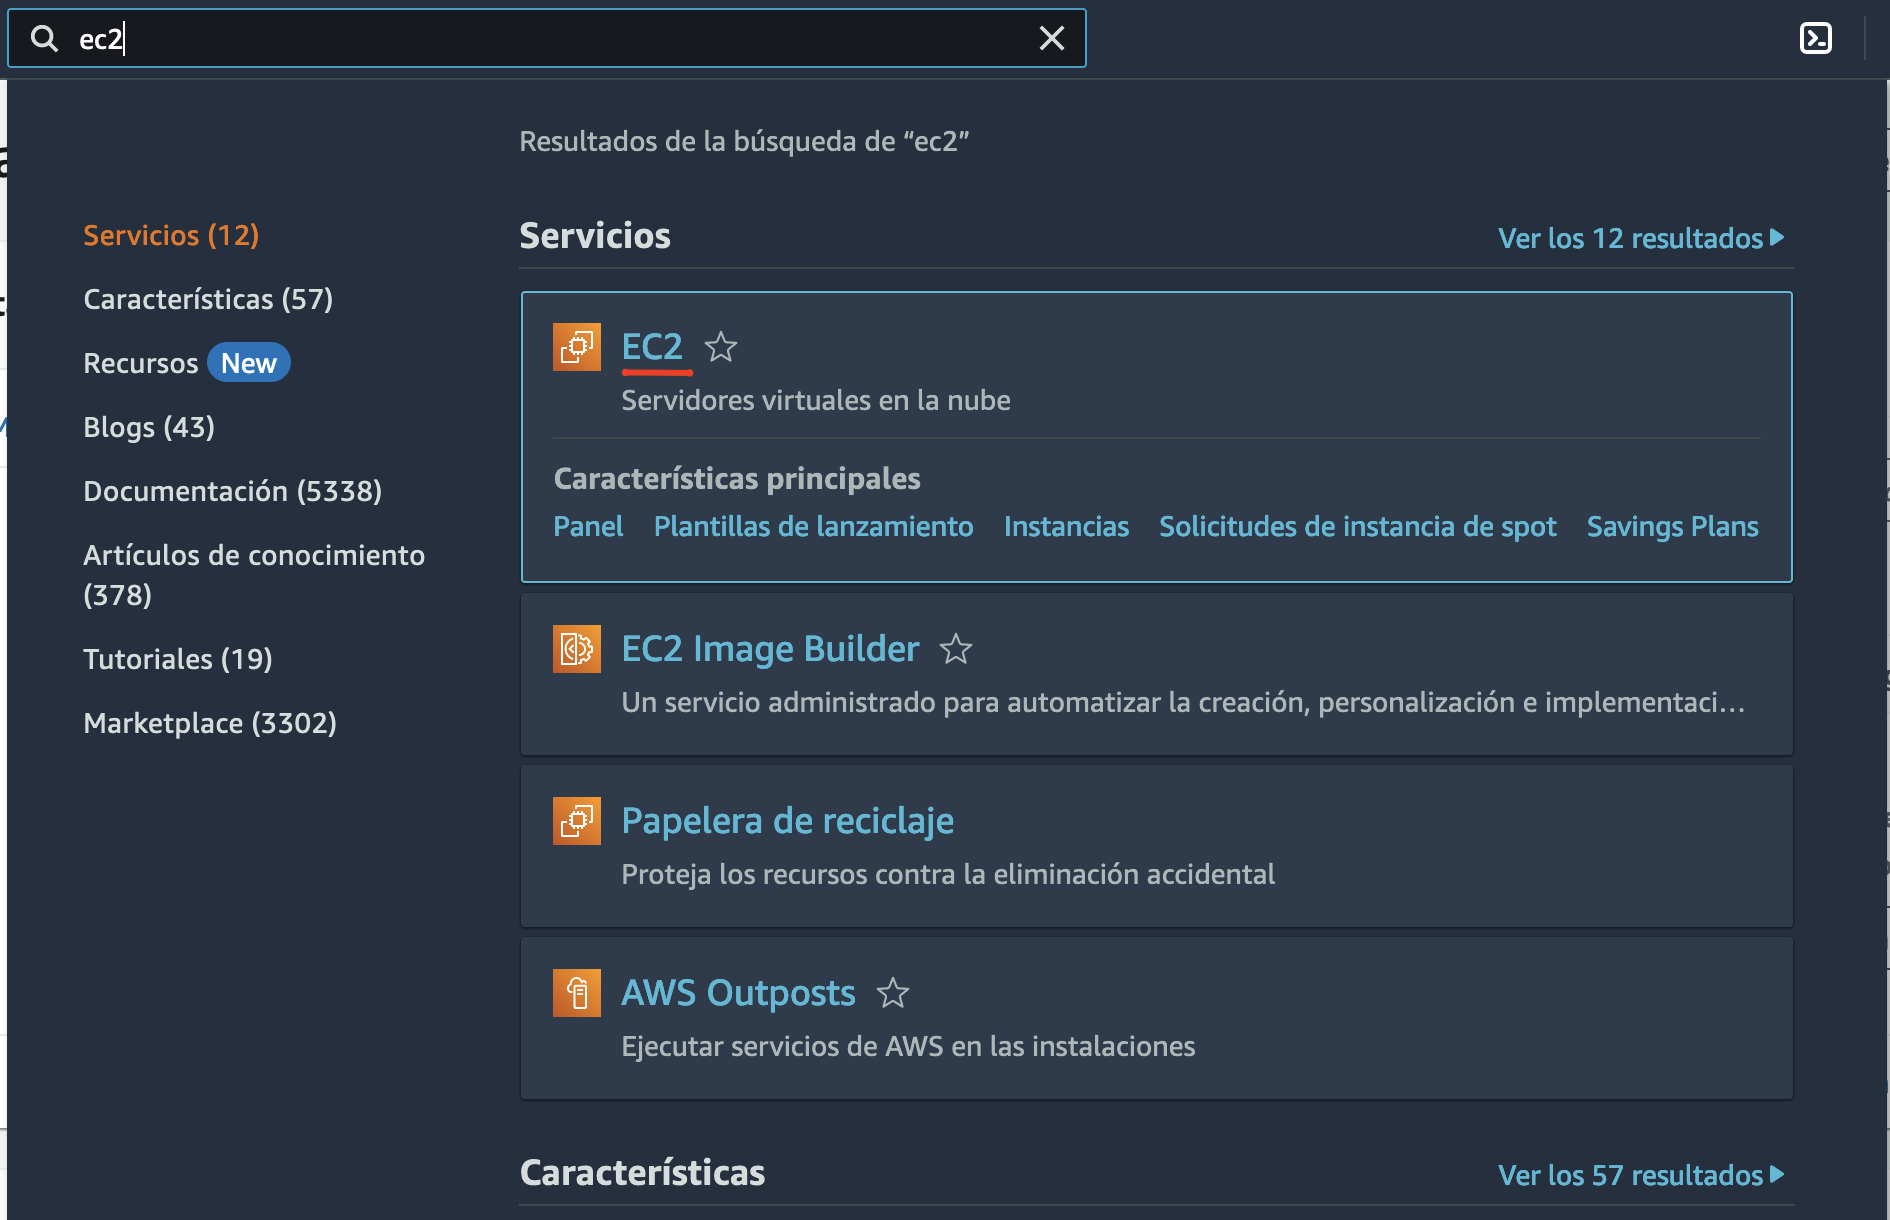 ec2
Resultados de la búsqueda de “ec2”
Servicios (12)
Características (57)
Recursos New
Blogs (43)
Documentación (5338)
Artículos de conocimiento
(378)
Tutoriales (19)
Marketplace (3302)
Servicios
Ver los 12 resultados
EC2
Servidores virtuales en la nube
Características principales
Panel Plantillas de lanzamiento Instancias Solicitudes de instancia de spot Savings Plans
EC2 Image Builder
Un servicio administrado para automatizar la creación, personalización e implementaci...
Papelera de reciclaje
Proteja los recursos contra la eliminación accidental
AWS Outposts
Ejecutar servicios de AWS en las instalaciones
Características
Ver los 57 resultados